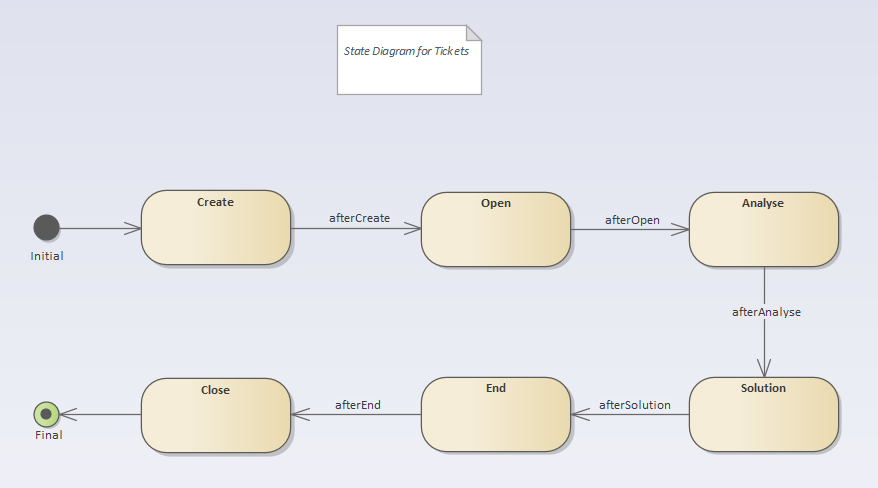 State Diagram for Tickets
Create
Open
Analyse
afterCreate
afterOpen
Initial
afterAnalyse
Close
End
Solution
afterEnd
afterSolution
Final